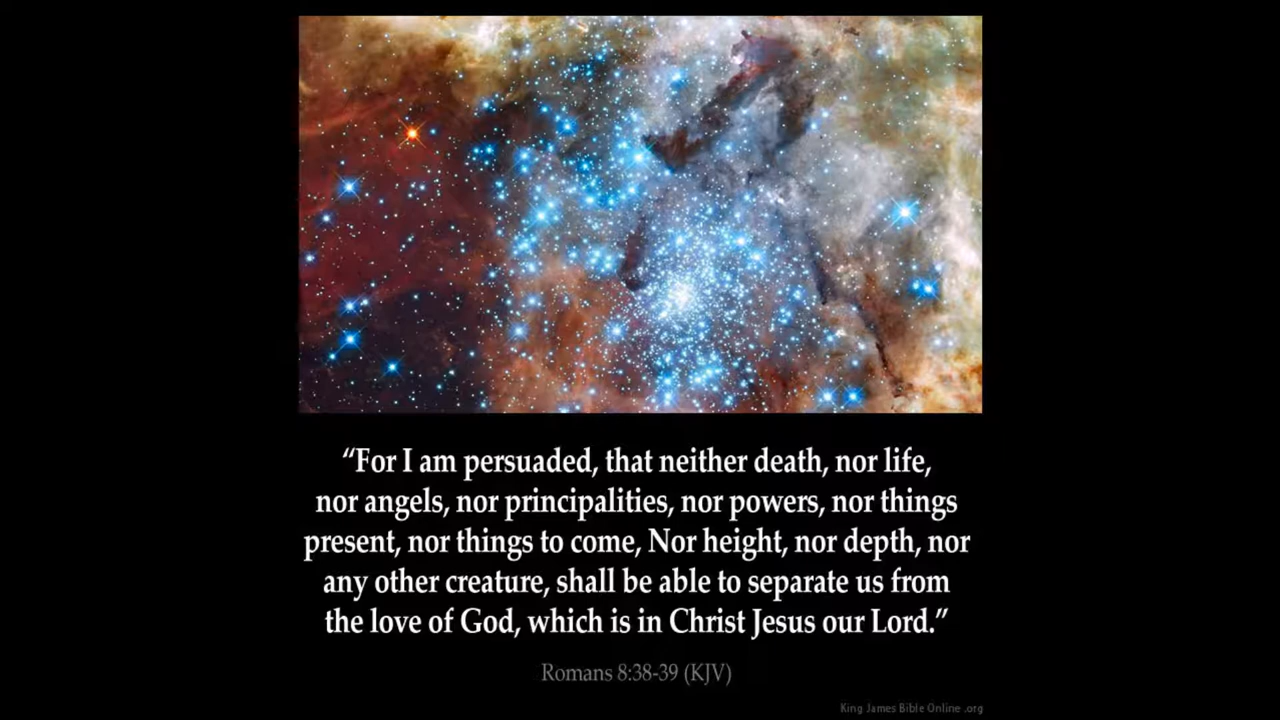 “For I am persuaded, that neither death, nor life,
nor angels, nor principalities, nor powers, nor things
present, nor things to come, Nor height, nor depth, nor
any other creature, shall be able to separate us from
the love of God, which is in Christ Jesus our Lord.”
Romans 8:38-39 (KJV)
King James Bible Online .org